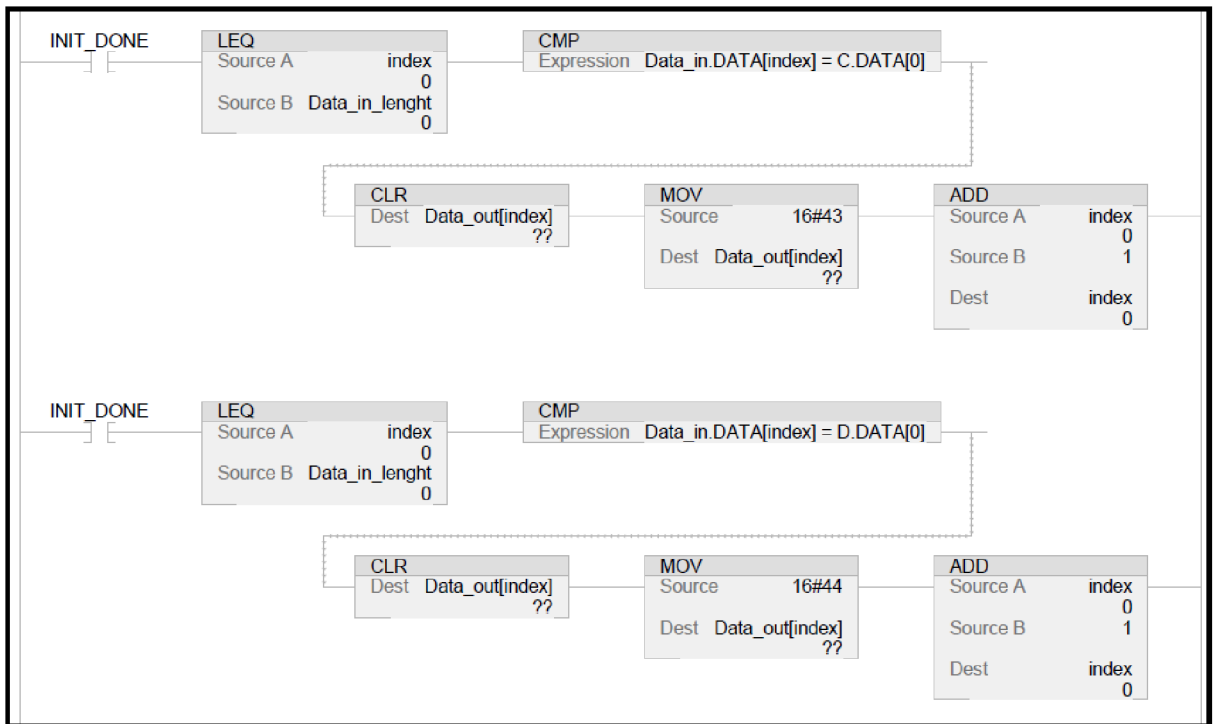 INIT_DONE
LEQ
Source A index
0
Source B Data_in_lenght
0
CMP
Expression Data_in.DATA[index] = C.DATA[0]
CLR
Dest Data_out[index]
??
MOV
Source 16#43
Dest Data_out[index]
??
ADD
Source A index
0
Source B 1
Dest index
0
INIT_DONE
LEQ
Source A index
0
Source B Data_in_lenght
0
CMP
Expression Data_in.DATA[index] = D.DATA[0]
CLR
Dest Data_out[index]
??
MOV
Source 16#44
Dest Data_out[index]
??
ADD
Source A index
0
Source B 1
Dest index
0